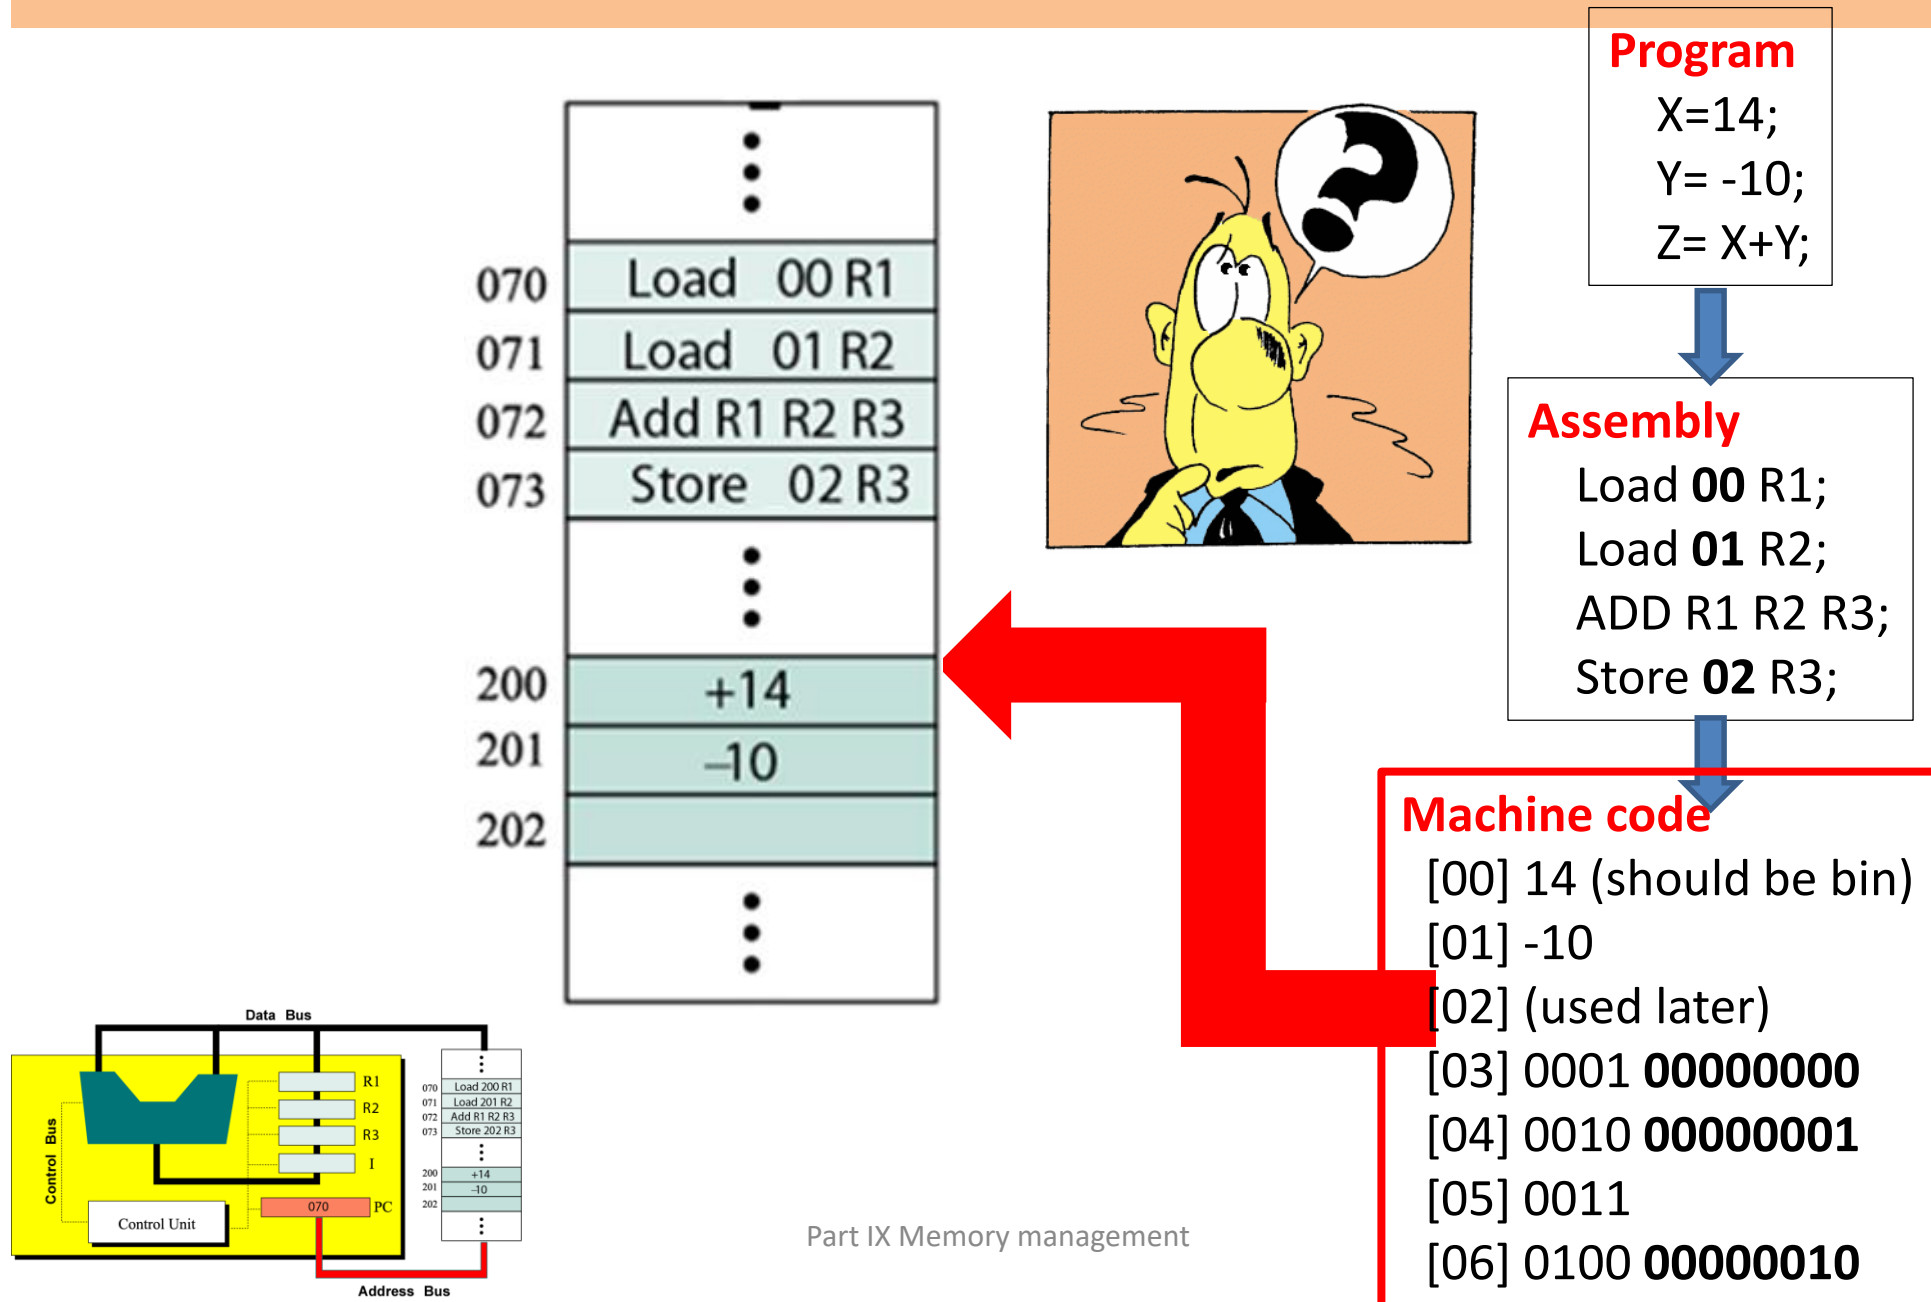 Program
X=14;
Y= -10;
Z= X+Y;
070 Load 00 R1
071 Load 01 R2
072 Add R1 R2 R3
073 Store 02 R3
200 +14
201 –10
202
?
Assembly
Load 00 R1;
Load 01 R2;
ADD R1 R2 R3;
Store 02 R3;
Machine code
[00] 14 (should be bin)
[01] -10
[02] (used later)
[03] 0001 00000000
[04] 0010 00000001
[05] 0011
[06] 0100 00000010
Data Bus
Control Bus
R1
R2
R3
I
070 PC
Control Unit
070 Load 200 R1
071 Load 201 R2
072 Add R1 R2 R3
073 Store 202 R3
200 +14
201 –10
202
Address Bus
Part IX Memory management